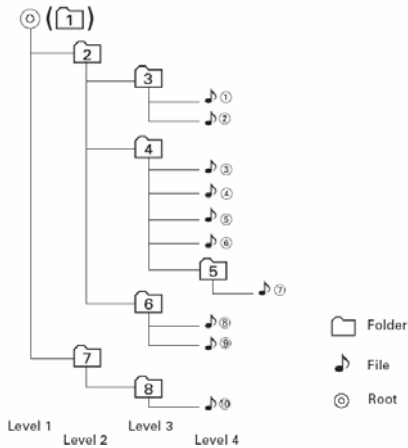 (1)
2
3
①
②
4
③
④
⑤
⑥
5
⑦
6
⑧
⑨
7
8
⑩
Folder
File
Root
Level 1
Level 2
Level 3
Level 4